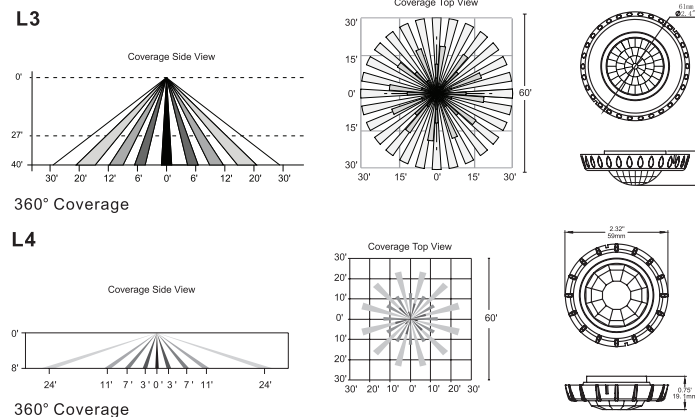 L3
Coverage Side View
0'
27'
40'
30' 20' 12' 6' 0' 6' 12' 20' 30'
360° Coverage
Coverage Top View
30'
15'
0'
15'
30'
30' 15' 0' 15' 30'
60'
61mm
Ø2.4"
L4
Coverage Side View
0'
8'
24' 11' 7' 3' 0' 3' 7' 11' 24'
360° Coverage
Coverage Top View
30'
20'
10'
0'
10'
20'
30'
30' 20' 10' 0' 10' 20' 30'
60'
2.32"
59mm
0.75'
19.1mm